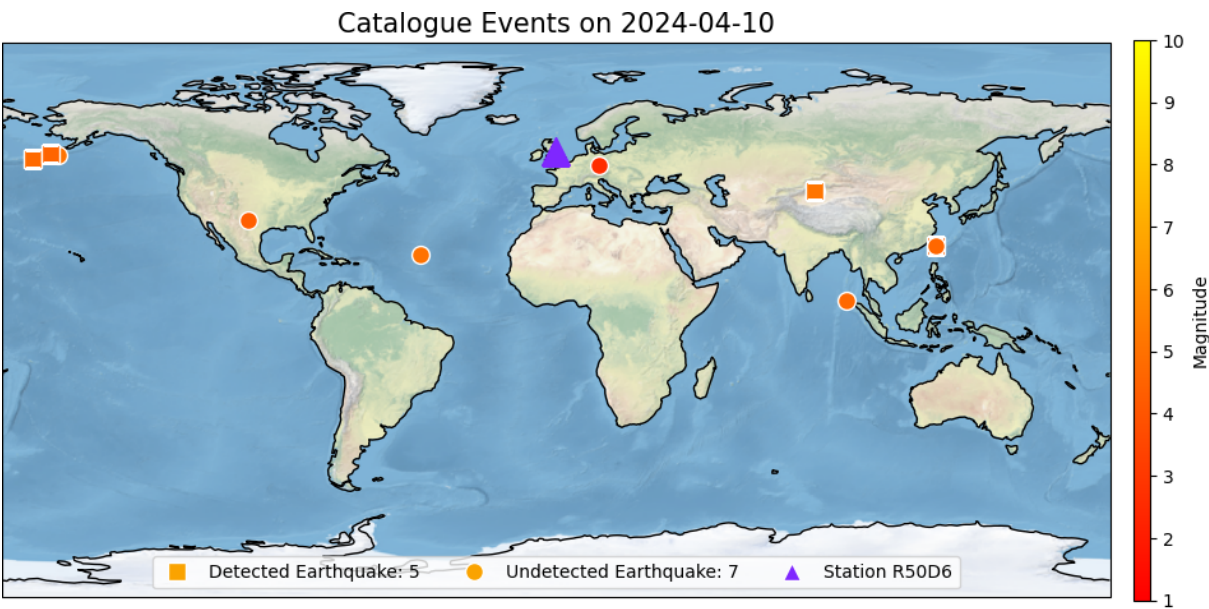 Catalogue Events on 2024-04-10
10
9
8
7
6
5
4
3
2
1
Magnitude
Detected Earthquake: 5
Undetected Earthquake: 7
Station R50D6